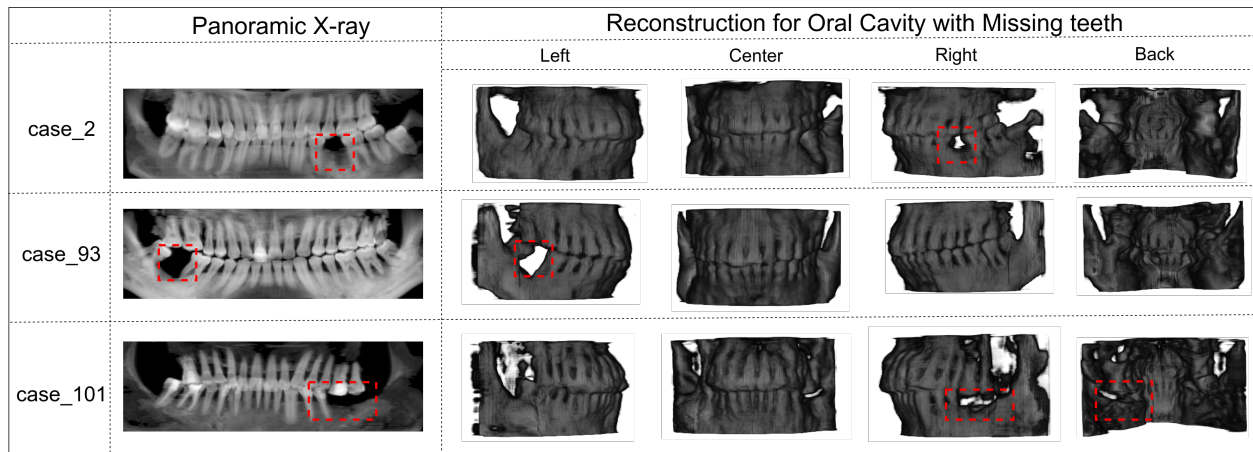 Panoramic X-ray
Reconstruction for Oral Cavity with Missing teeth
Left
Center
Right
Back
case_2
case_93
case_101